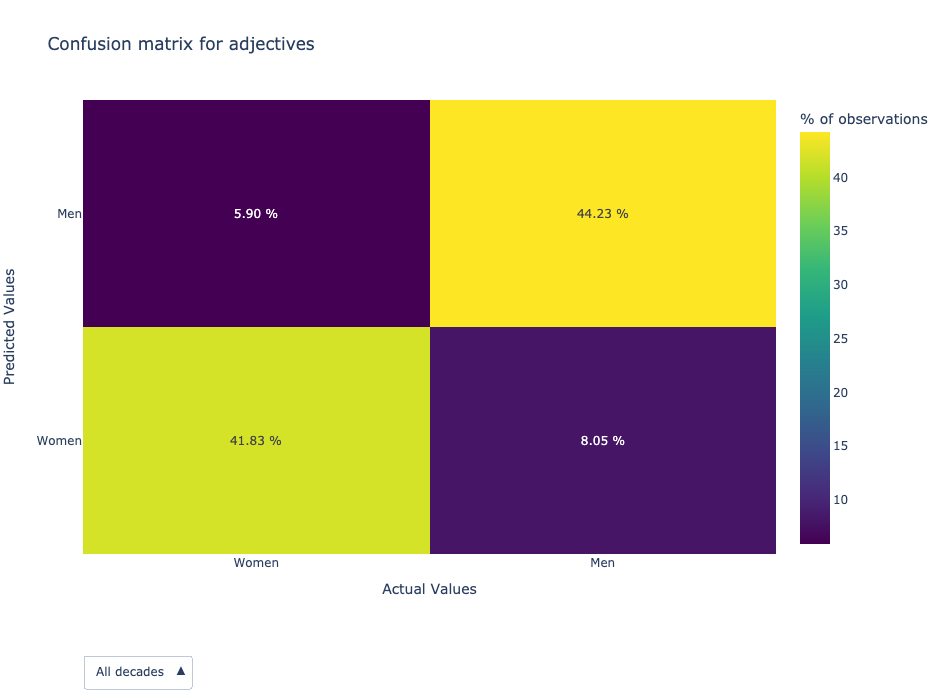 Confusion matrix for adjectives
% of observations
Men
5.90 %
44.23 %
40
35
30
25
20
15
10
Predicted Values
Women
41.83 %
8.05 %
Women
Men
Actual Values
All decades ▲